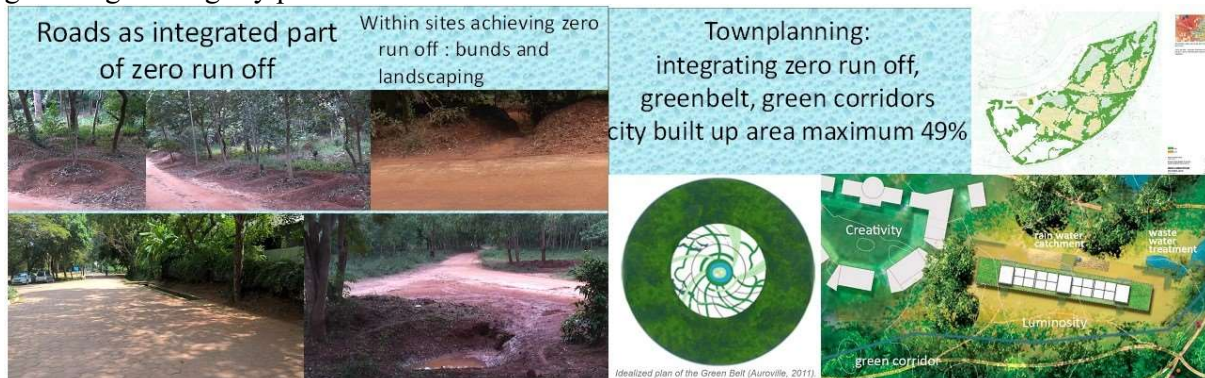 Roads as integrated part
of zero run off
Within sites achieving zero
run off : bunds and
landscaping
Townplanning:
integrating zero run off,
greenbelt, green corridors
city built up area maximum 49%
Creativity
rain water
catchment
waste
water
treatment
Luminosity
green corridor
Idealized plan of the Green Belt (Auroville, 2011).